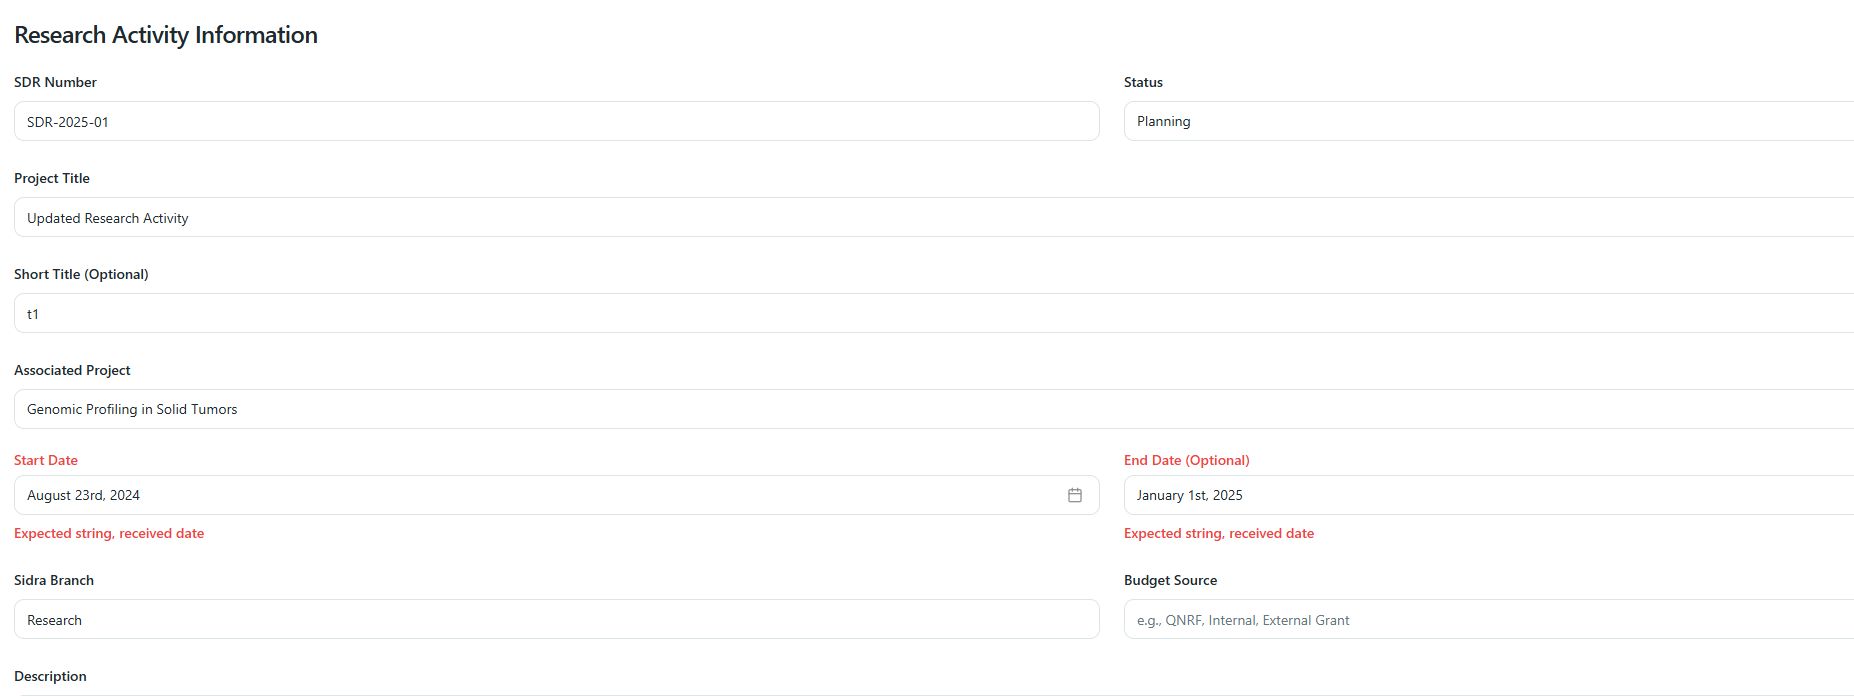 Research Activity Information
SDR Number
SDR-2025-01
Status
Planning
Project Title
Updated Research Activity
Short Title (Optional)
t1
Associated Project
Genomic Profiling in Solid Tumors
Start Date
August 23rd, 2024
Expected string, received date
End Date (Optional)
January 1st, 2025
Expected string, received date
Sidra Branch
Research
Budget Source
e.g., QNRF, Internal, External Grant
Description